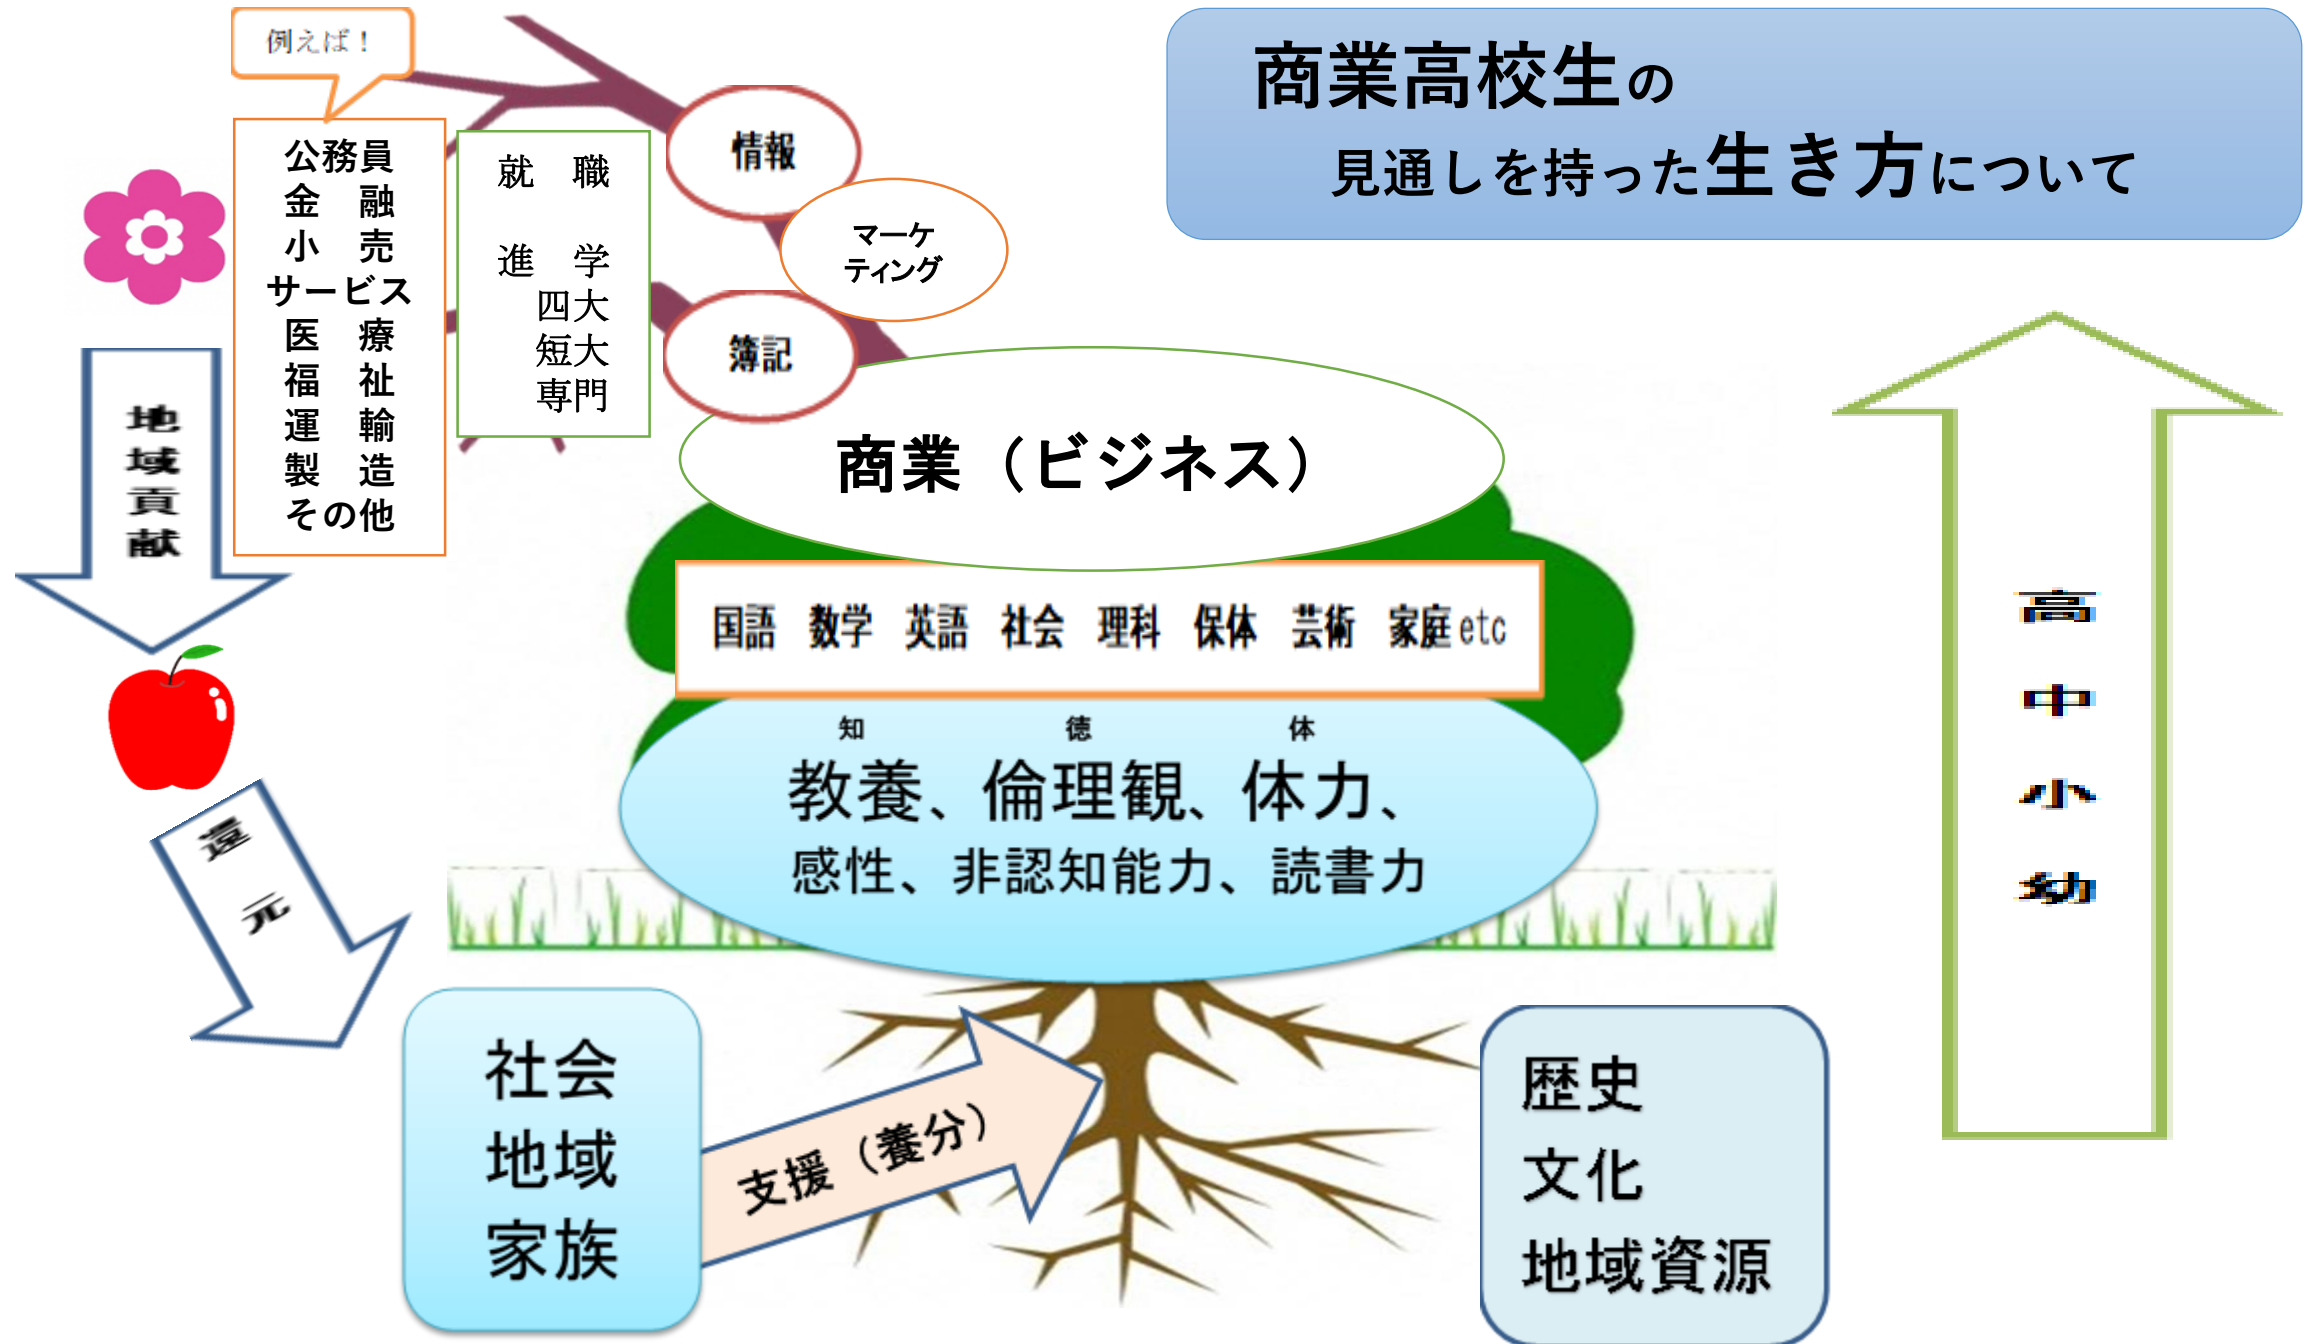 商業高校生の
見通しを持った生き方について
例えば！
公務員
金　融
小　売
サービス
医　療
福　祉
運　輸
製　造
その他
就　職
進　学
四大
短大
専門
情報
マーケ
ティング
簿記
商業（ビジネス）
国語　数学　英語　社会　理科　保体　芸術　家庭etc
知　徳　体
教養、倫理観、体力、
感性、非認知能力、読書力
地域貢献
還元
社会
地域
家族
支援（養分）
歴史
文化
地域資源
高
中
小
幼